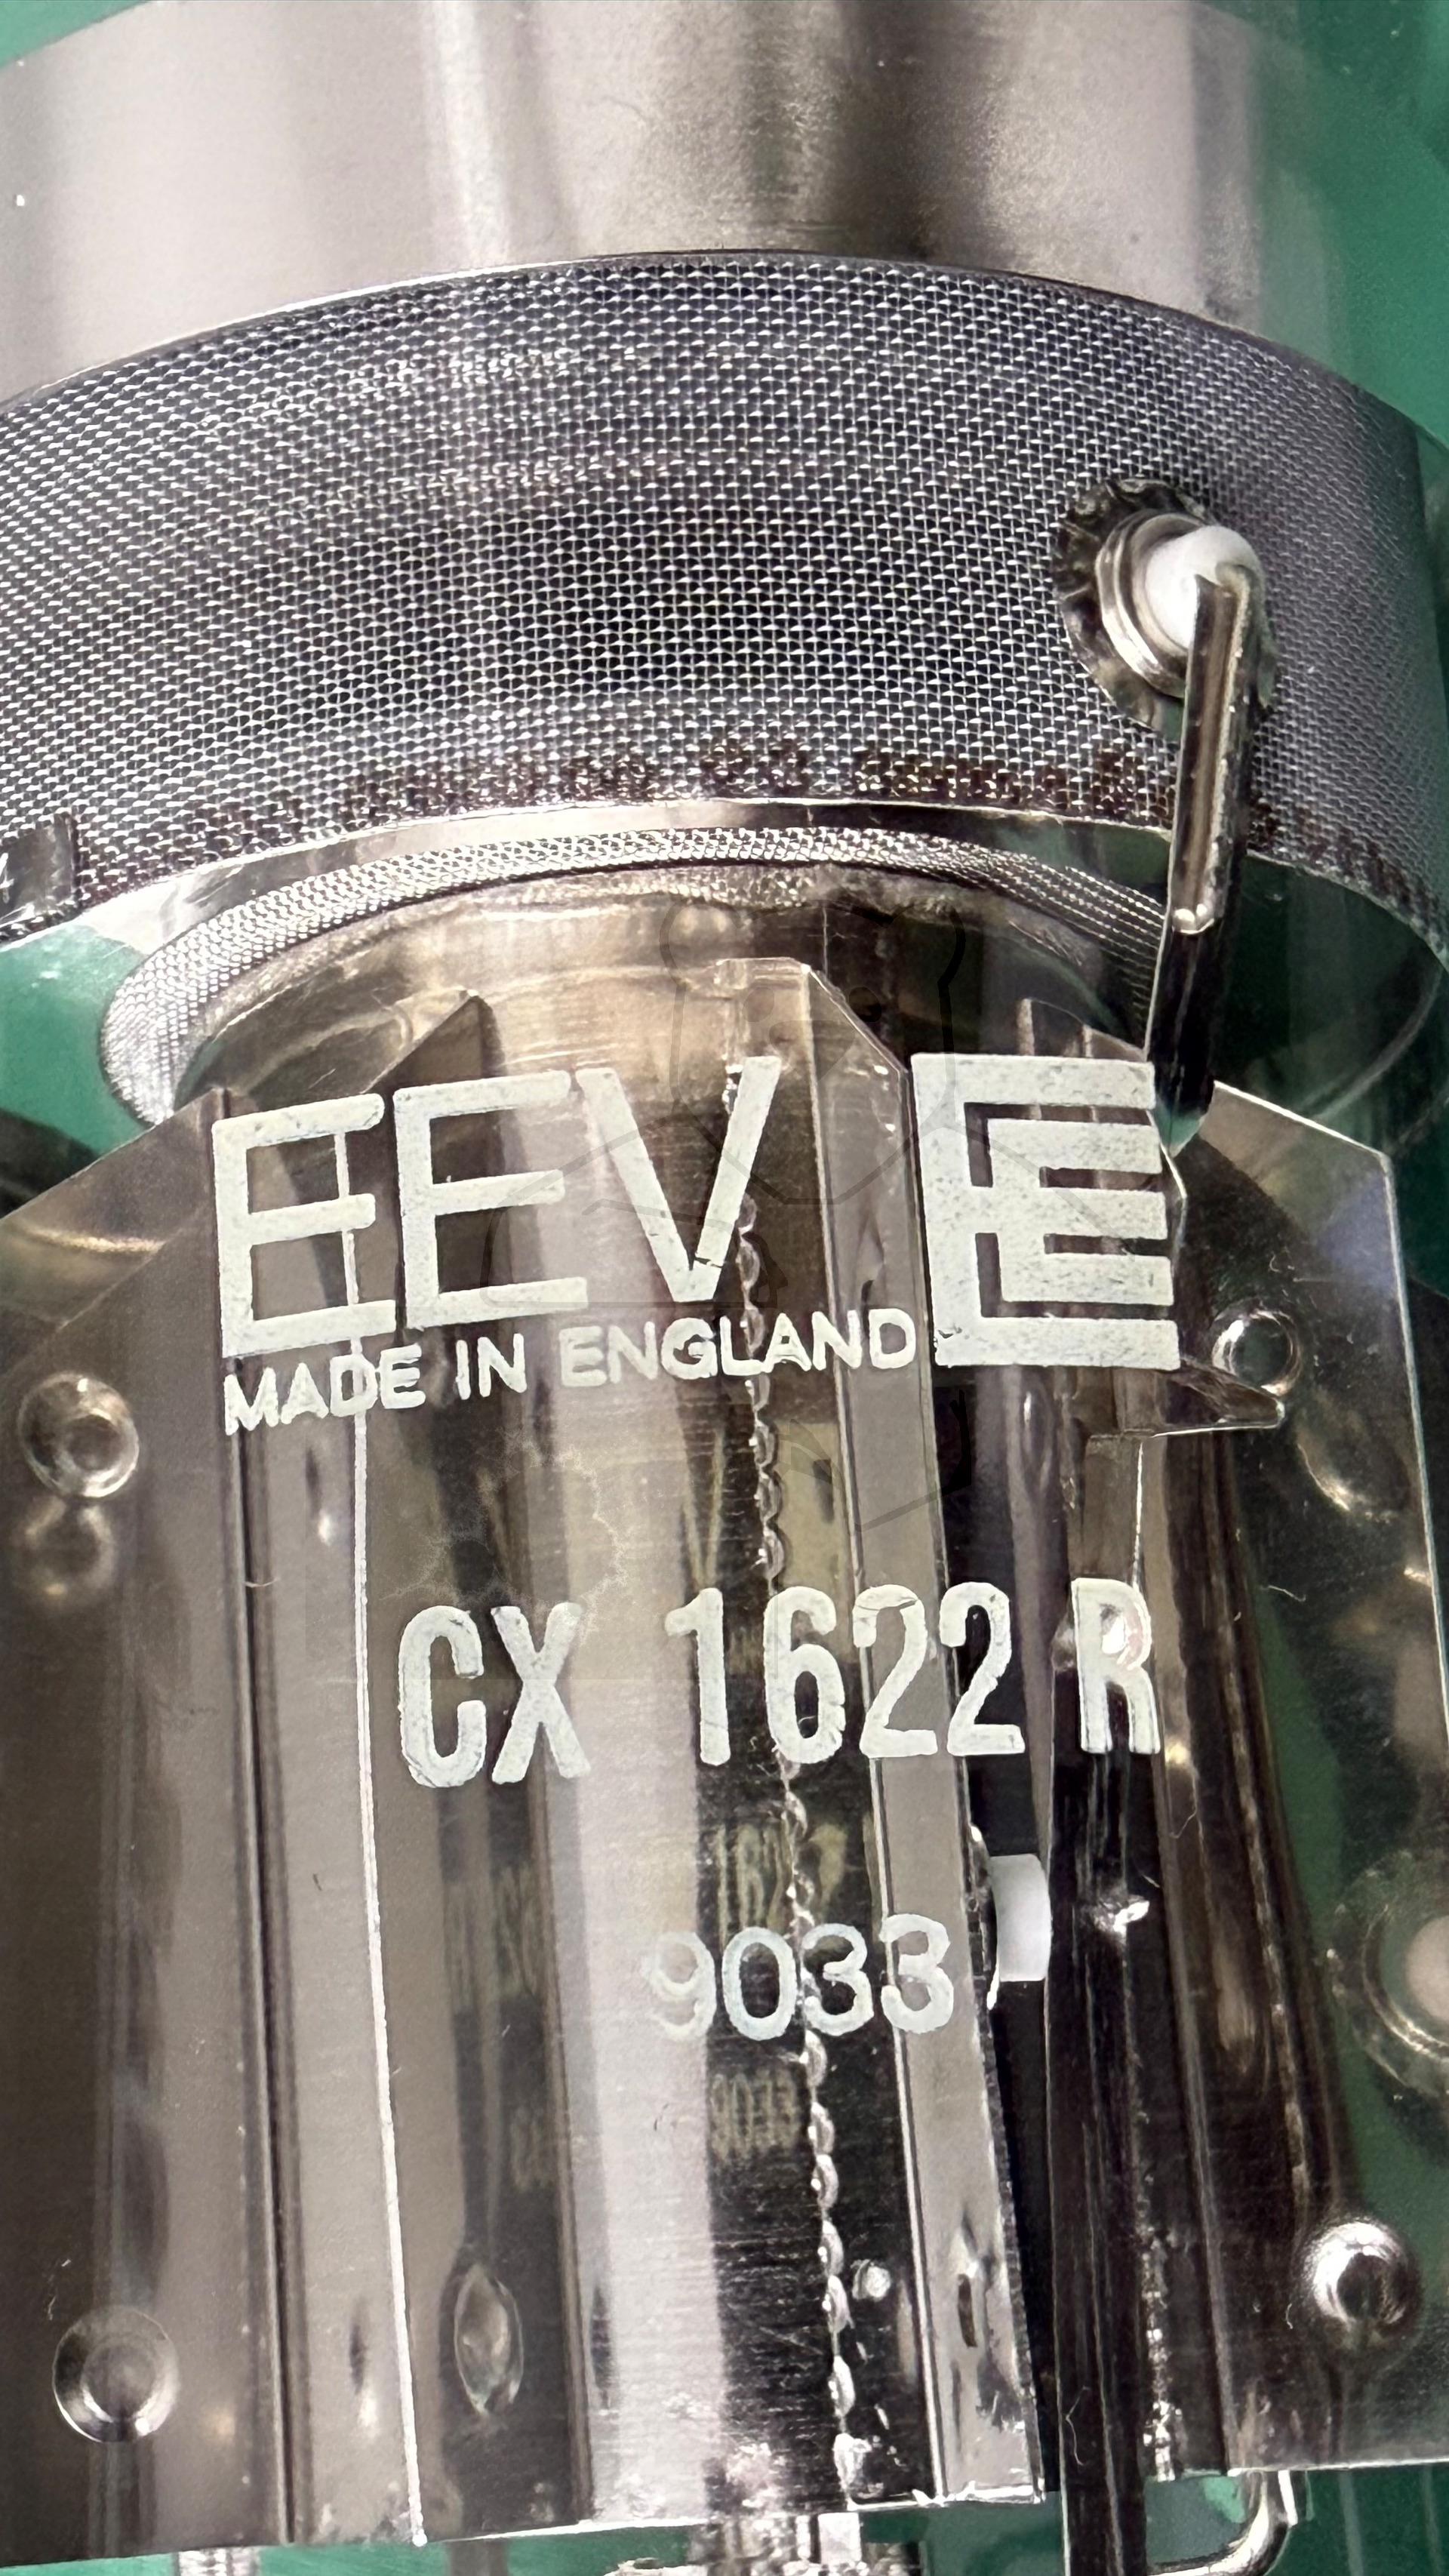 EEV
MADE IN ENGLAND
CX 1622 R
9033